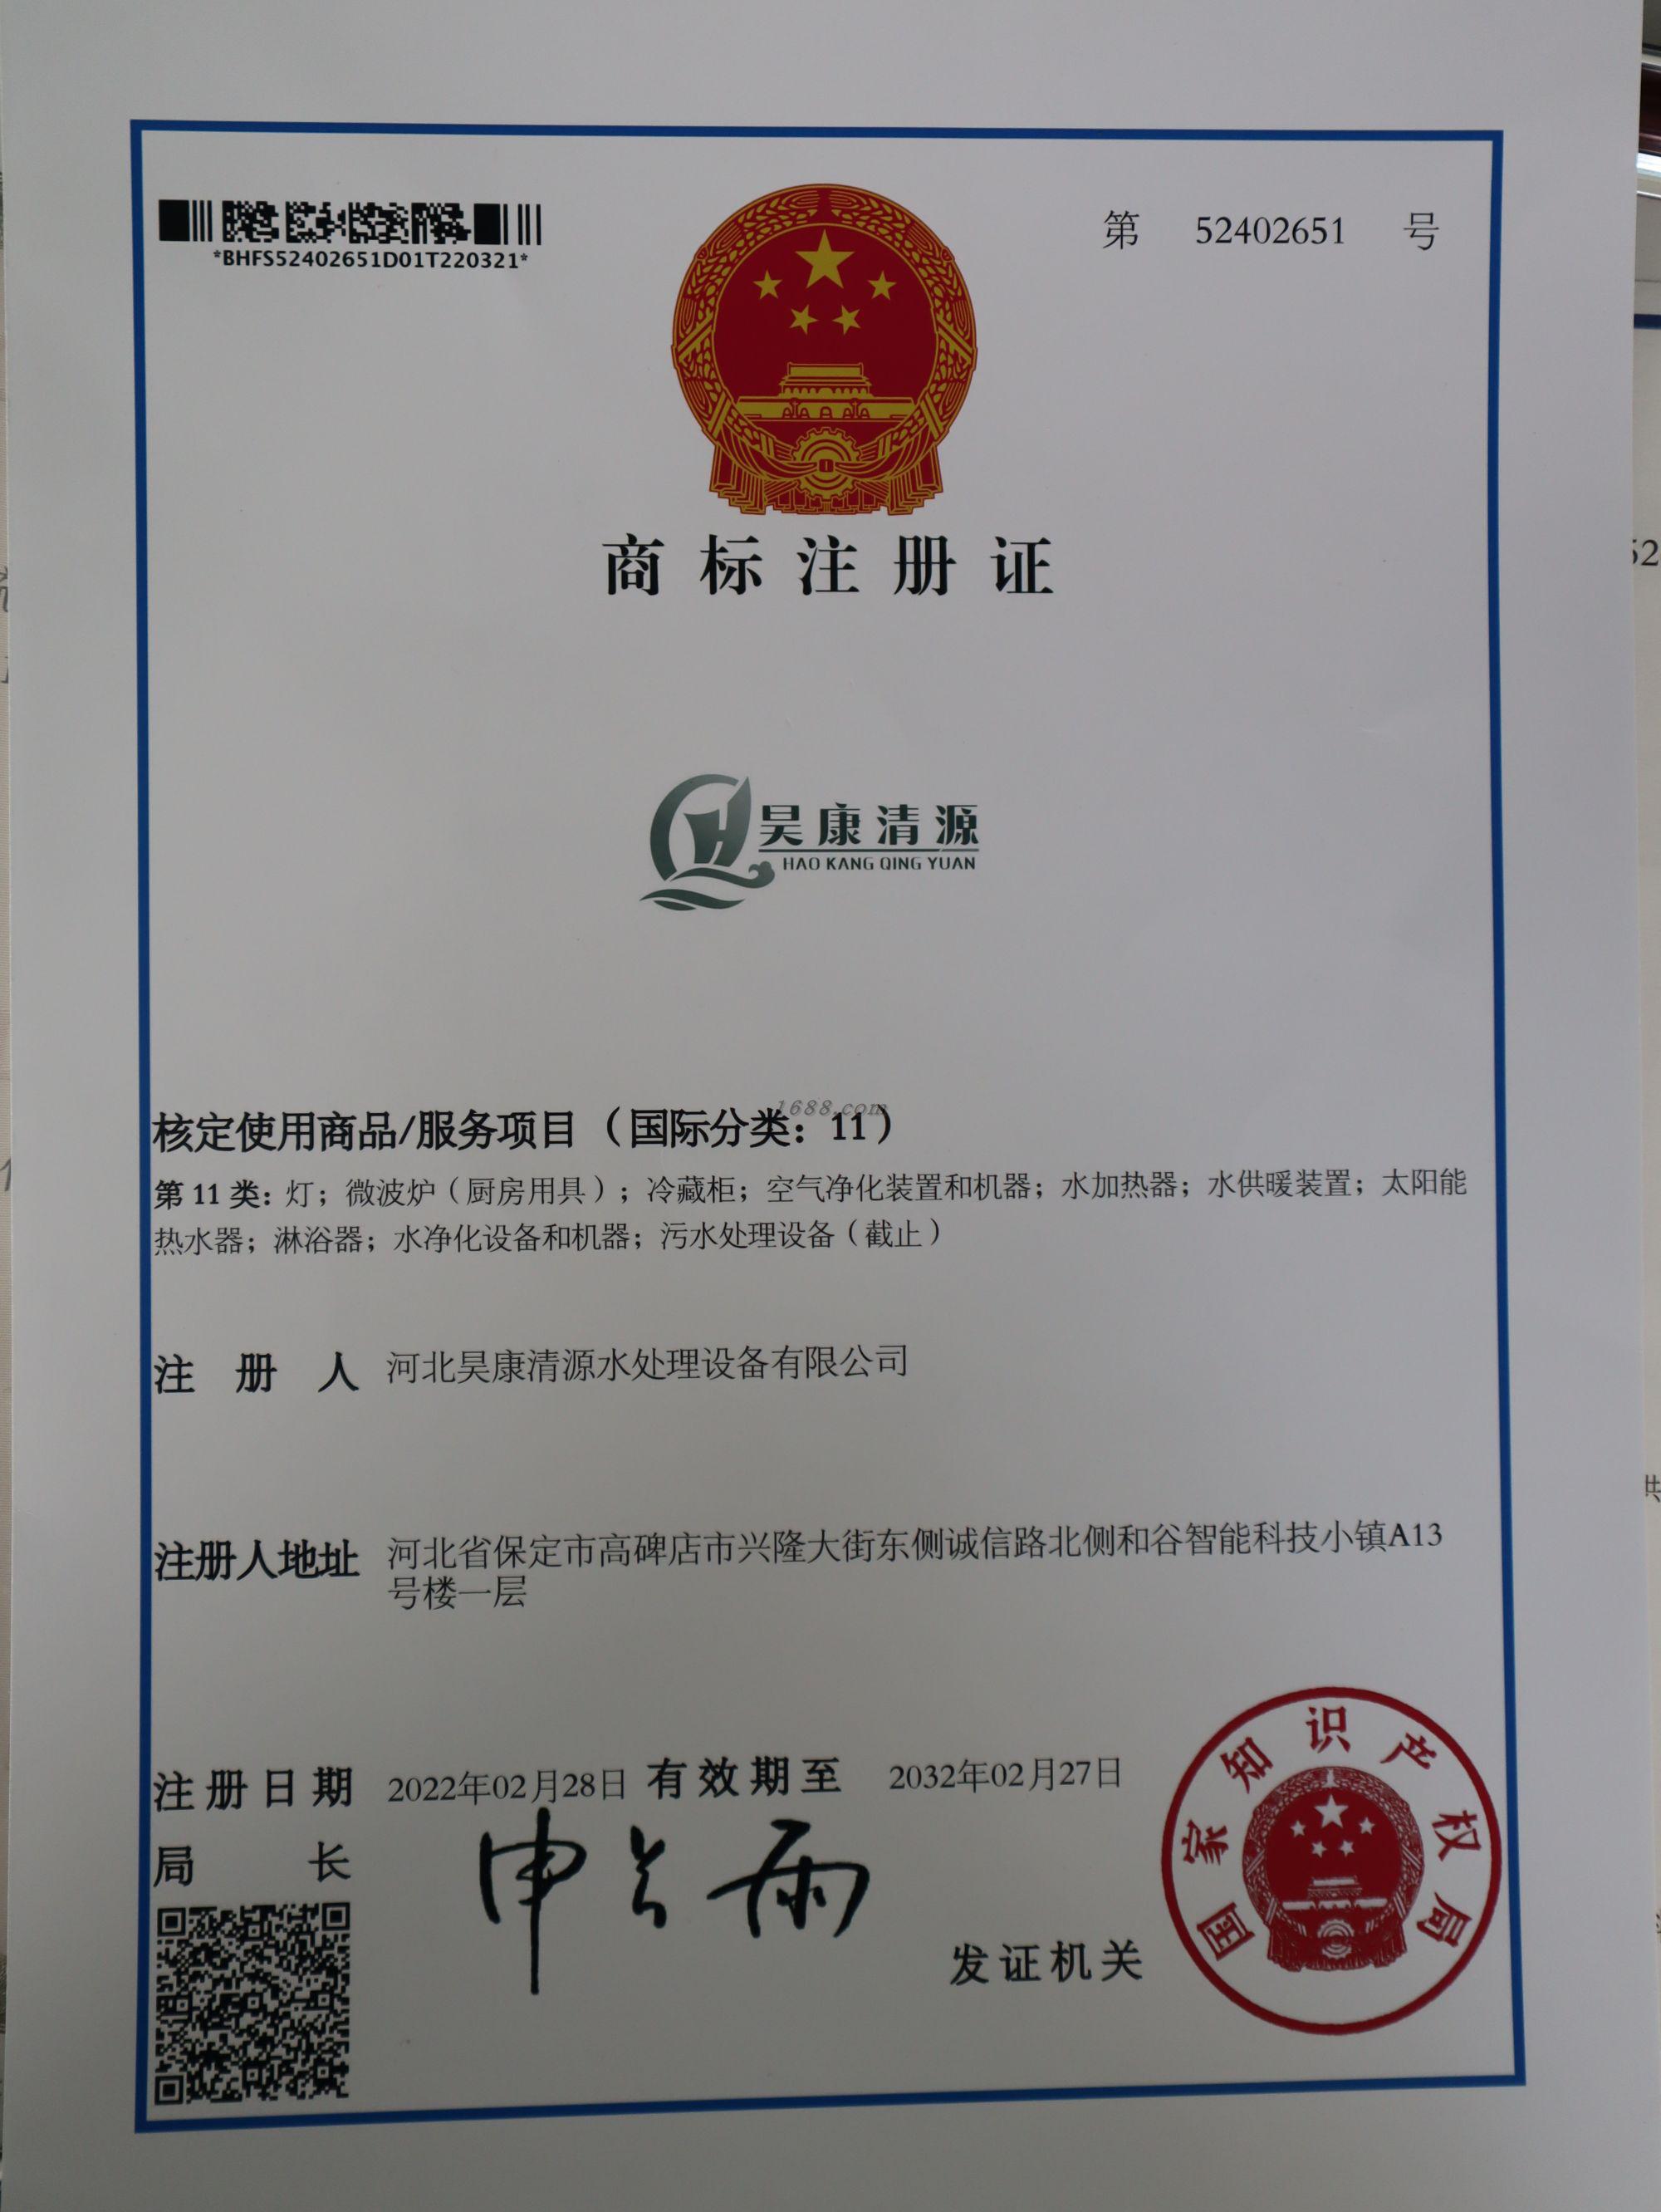 *BHFS52402651D01T220321*
第 52402651 号
商标注册证
昊康清源
HAO KANG QING YUAN
1688.com
核定使用商品/服务项目（国际分类：11）
第 11 类：灯；微波炉（厨房用具）；冷藏柜；空气净化装置和机器；水加热器；水供暖装置；太阳能
热水器；淋浴器；水净化设备和机器；污水处理设备（截止）
注册人 河北昊康清源水处理设备有限公司
注册人地址 河北省保定市高碑店市兴隆大街东侧诚信路北侧和谷智能科技小镇A13
号楼一层
注册日期 2022年02月28日 有效期至 2032年02月27日
局长 申长雨
发证机关
国家知识产权局